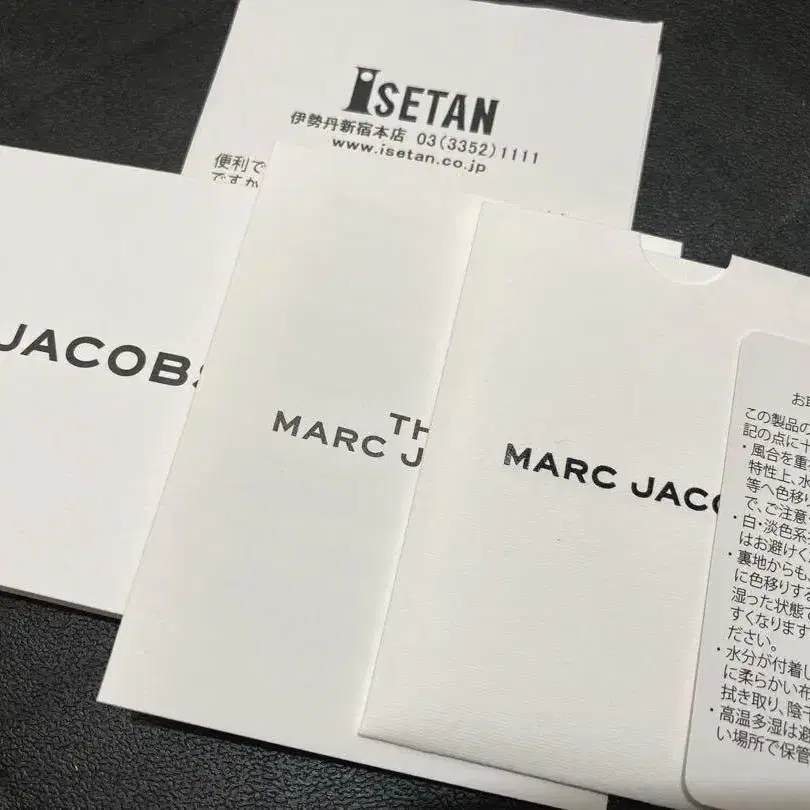 ISETAN
伊勢丹新宿本店 03(3352)1111
www.isetan.co.jp
便利で
ですか
JACOBS
TH
MARC J
MARC JACO
お取
この製品の
記の点に十
・風合を重
特性上、水
等へ色移り
で、ご注意
・白・淡色系
はお避けく
・裏地からも
に色移りする
湿った状態で
すくなります
ださい。
・水分が付着し
に柔らかい布
拭き取り、陰干
・高温多湿は避
い場所で保管